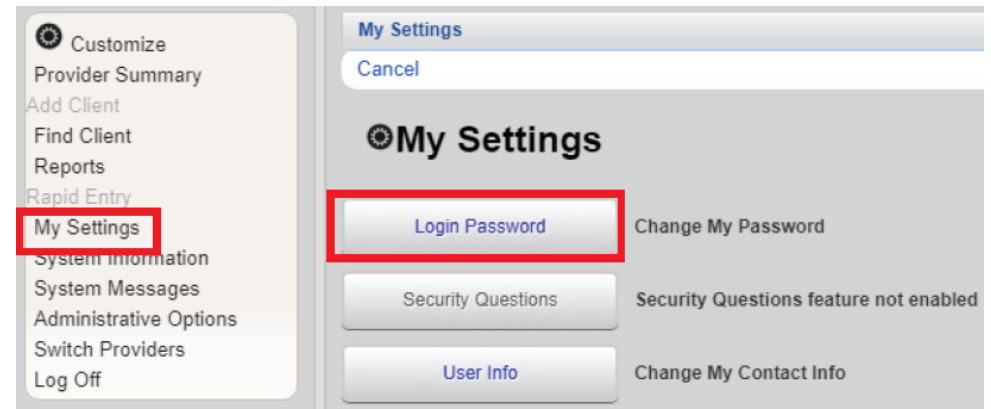 Customize
Provider Summary
Add Client
Find Client
Reports
Rapid Entry
My Settings
System Information
System Messages
Administrative Options
Switch Providers
Log Off
My Settings
Cancel
My Settings
Login Password Change My Password
Security Questions Security Questions feature not enabled
User Info Change My Contact Info